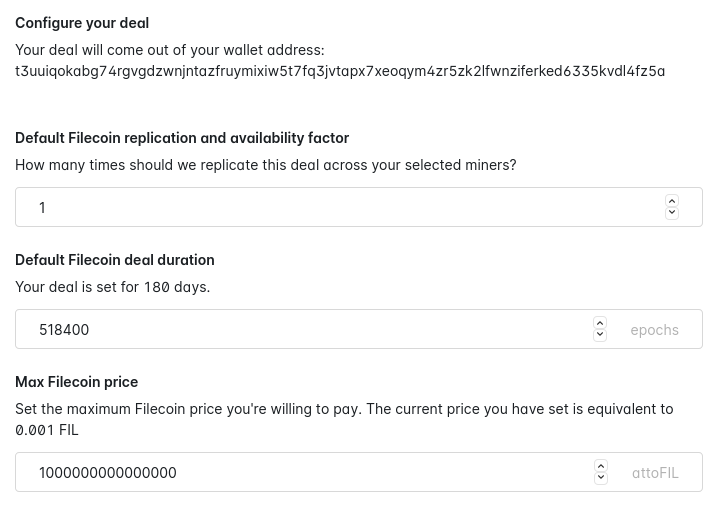 Configure your deal
Your deal will come out of your wallet address:
t3uuiqokabg74rgvgdzwnjntazfruymixiw5t7fq3jvtapx7xeoqym4zr5zk2lfwnziferked6335kvdl4fz5a
Default Filecoin replication and availability factor
How many times should we replicate this deal across your selected miners?
1
Default Filecoin deal duration
Your deal is set for 180 days.
518400
epochs
Max Filecoin price
Set the maximum Filecoin price you're willing to pay. The current price you have set is equivalent to
0.001 FIL
1000000000000000
attoFIL